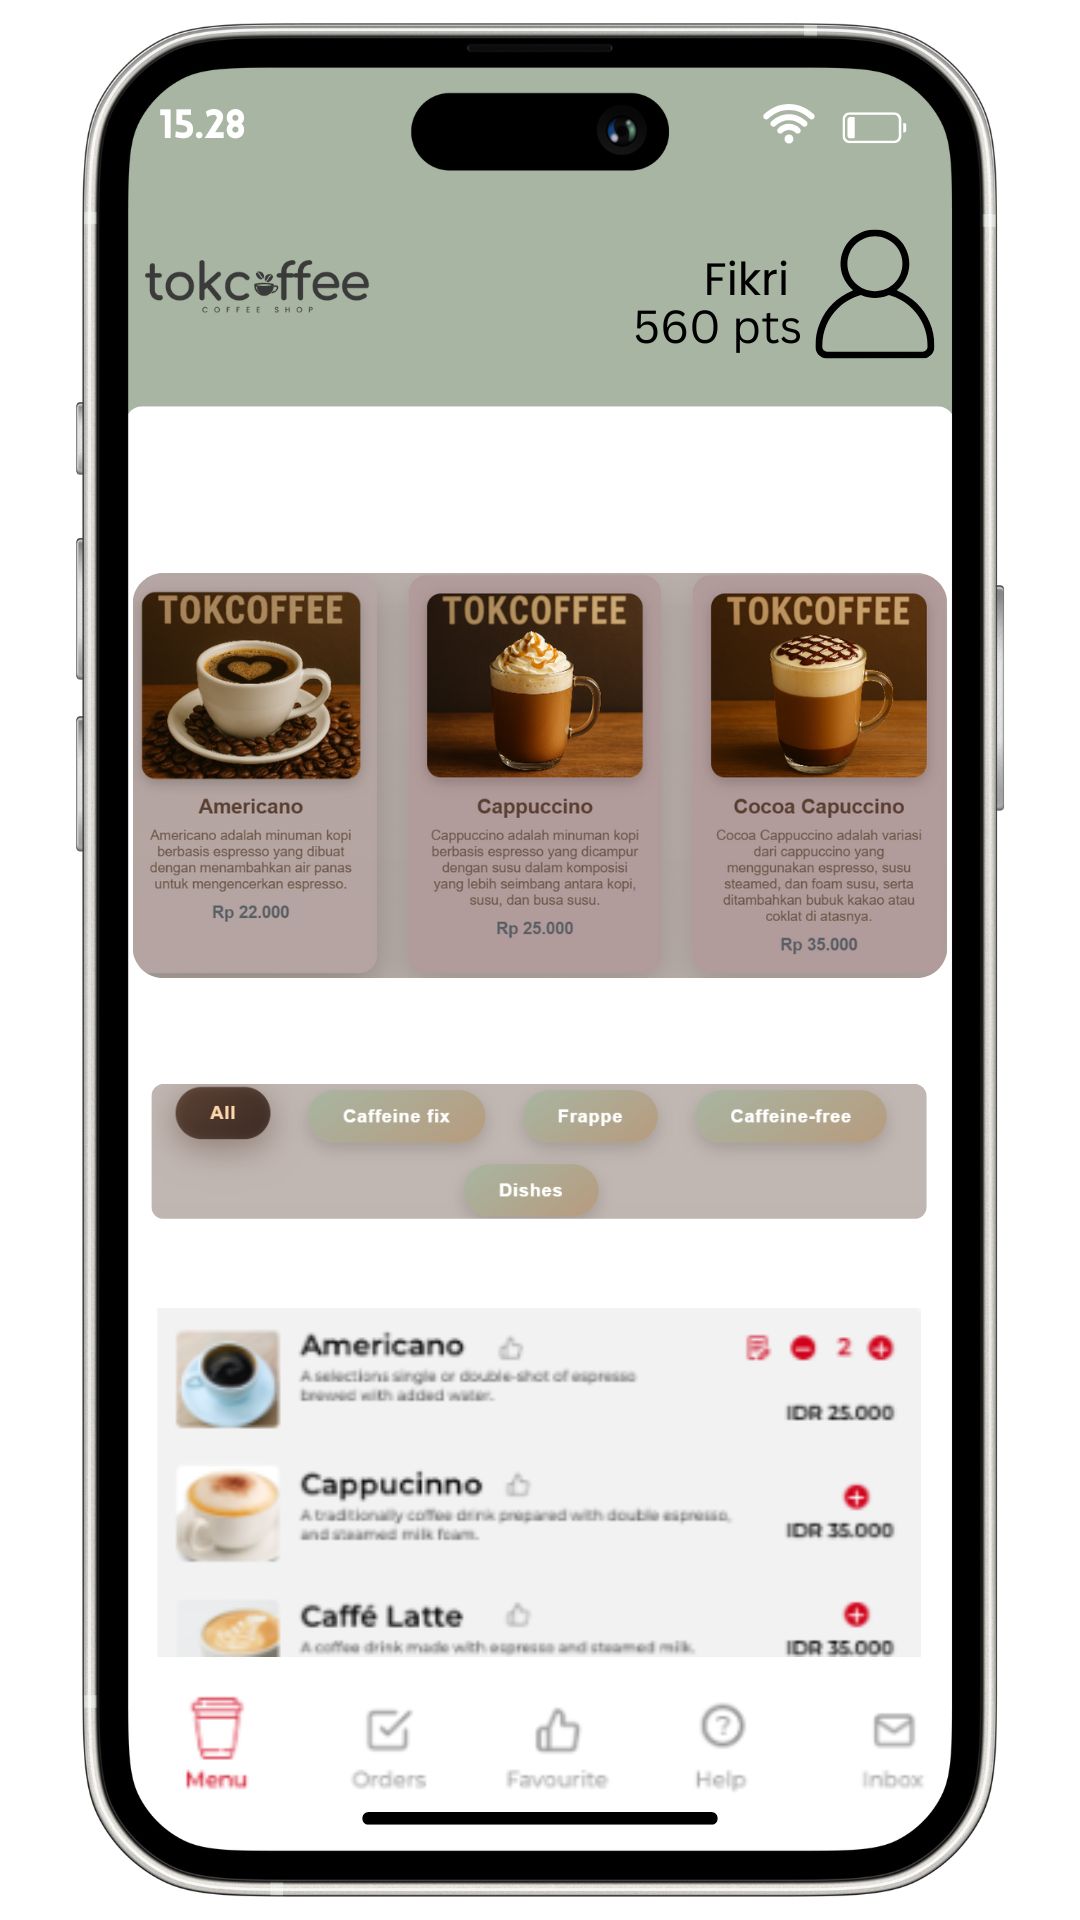 15.28
tokcoffee
COFFEE SHOP
Fikri
560 pts
TOKCOFFEE
Americano
Americano adalah minuman kopi
berbasis espresso yang dibuat
dengan menambahkan air panas
untuk mengencerkan espresso.
Rp 22.000
TOKCOFFEE
Cappuccino
Cappuccino adalah minuman kopi
berbasis espresso yang dicampur
dengan susu dalam komposisi
yang lebih seimbang antara kopi,
susu, dan busa susu.
Rp 25.000
TOKCOFFEE
Cocoa Capuccino
Cocoa Cappuccino adalah variasi
dari cappuccino yang
menggunakan espresso, susu
steamed, dan foam susu, serta
ditambahkan bubuk kakao atau
coklat di atasnya.
Rp 35.000
All
Caffeine fix
Frappe
Caffeine-free
Dishes
Americano
A selections single or double-shot of espresso
brewed with added water.
2
IDR 25.000
Cappucinno
A traditionally coffee drink prepared with double espresso,
and steamed milk foam.
IDR 35.000
Caffé Latte
A coffee drink made with espresso and steamed milk.
IDR 35.000
Menu
Orders
Favourite
Help
Inbox